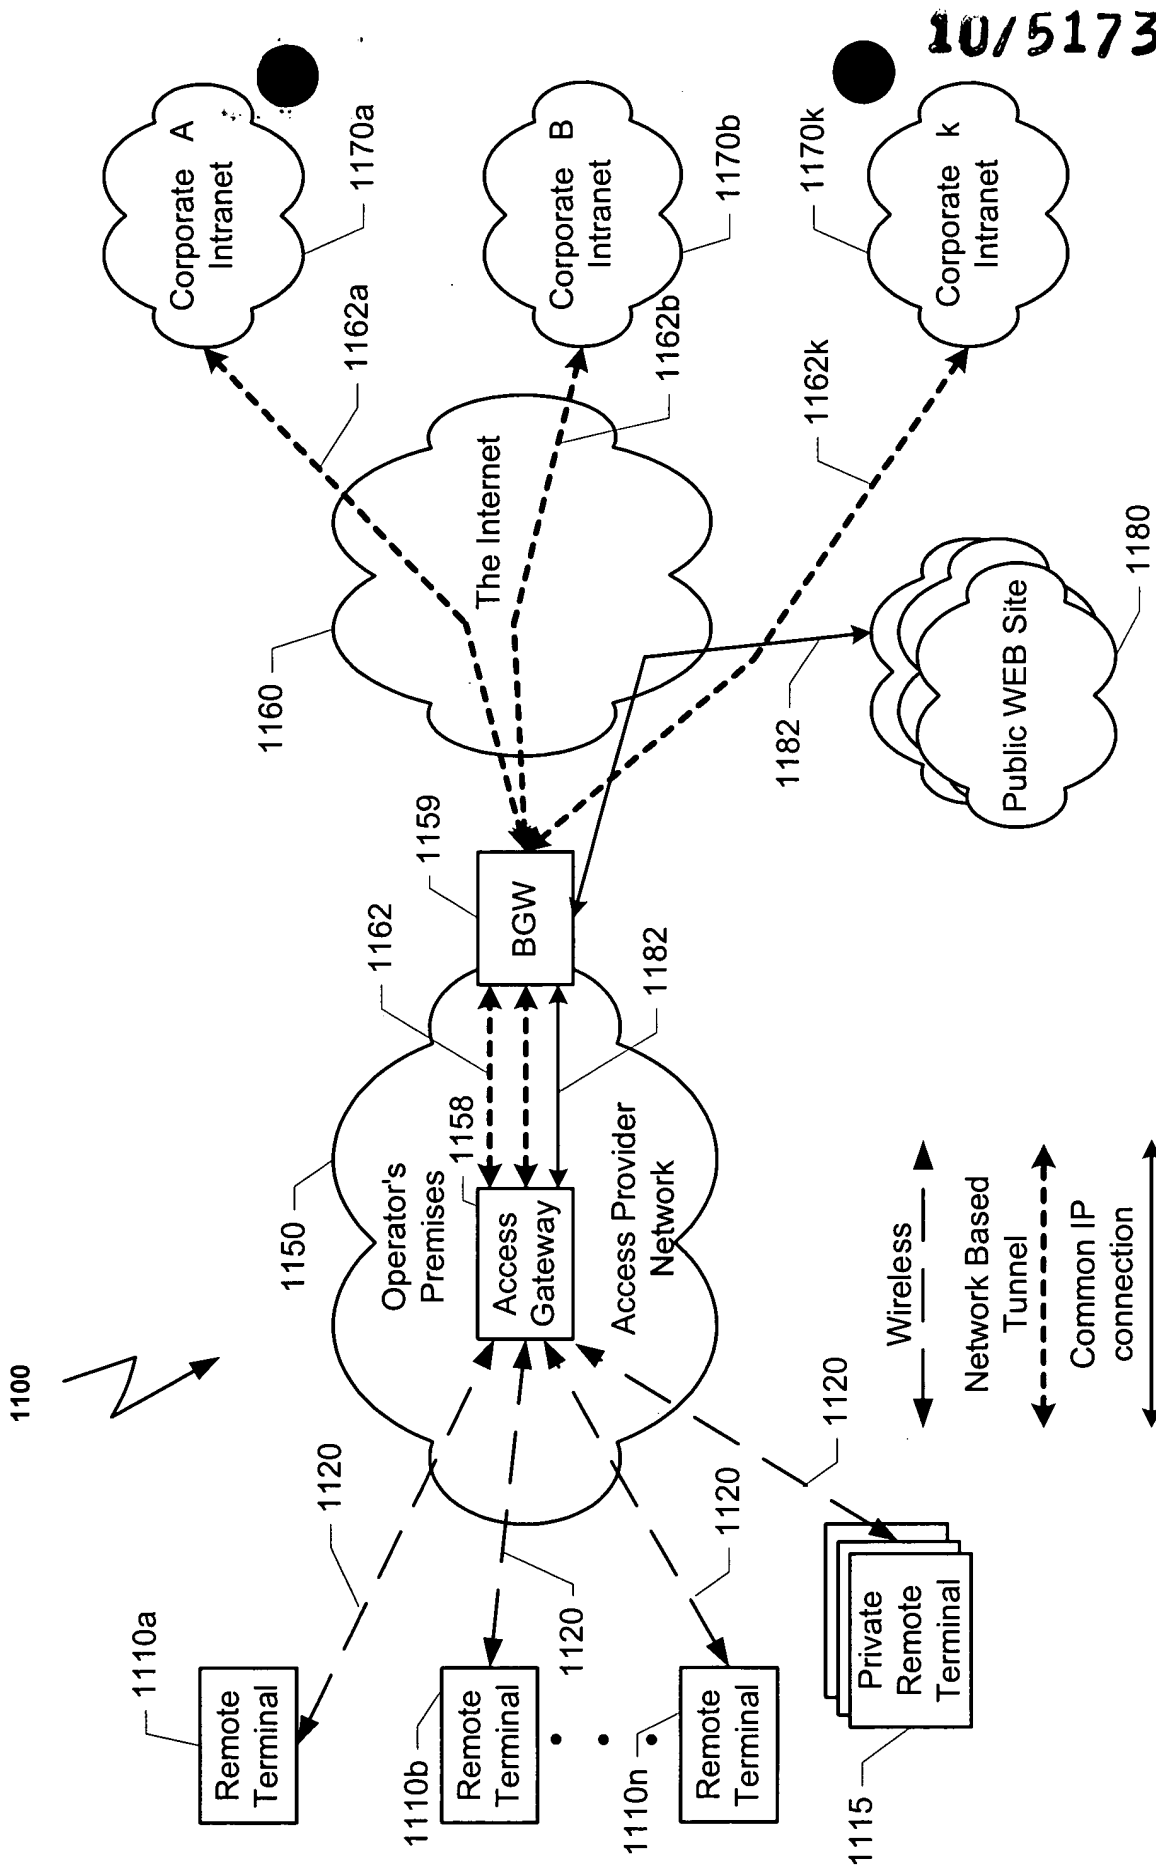 10/5173
1100
1110a
Remote
Terminal
1120
1110b
Remote
Terminal
1120
1110n
Remote
Terminal
1120
1115
Private
Remote
Terminal
1120
1150
Operator's
Premises
1158
Access
Gateway
Access Provider
Network
1162
1182
1159
BGW
1160
The Internet
1162a
Corporate A
Intranet
1170a
1162b
Corporate B
Intranet
1170b
1162k
Corporate k
Intranet
1170k
1182
Public WEB Site
1180
Wireless
Network Based
Tunnel
Common IP
connection